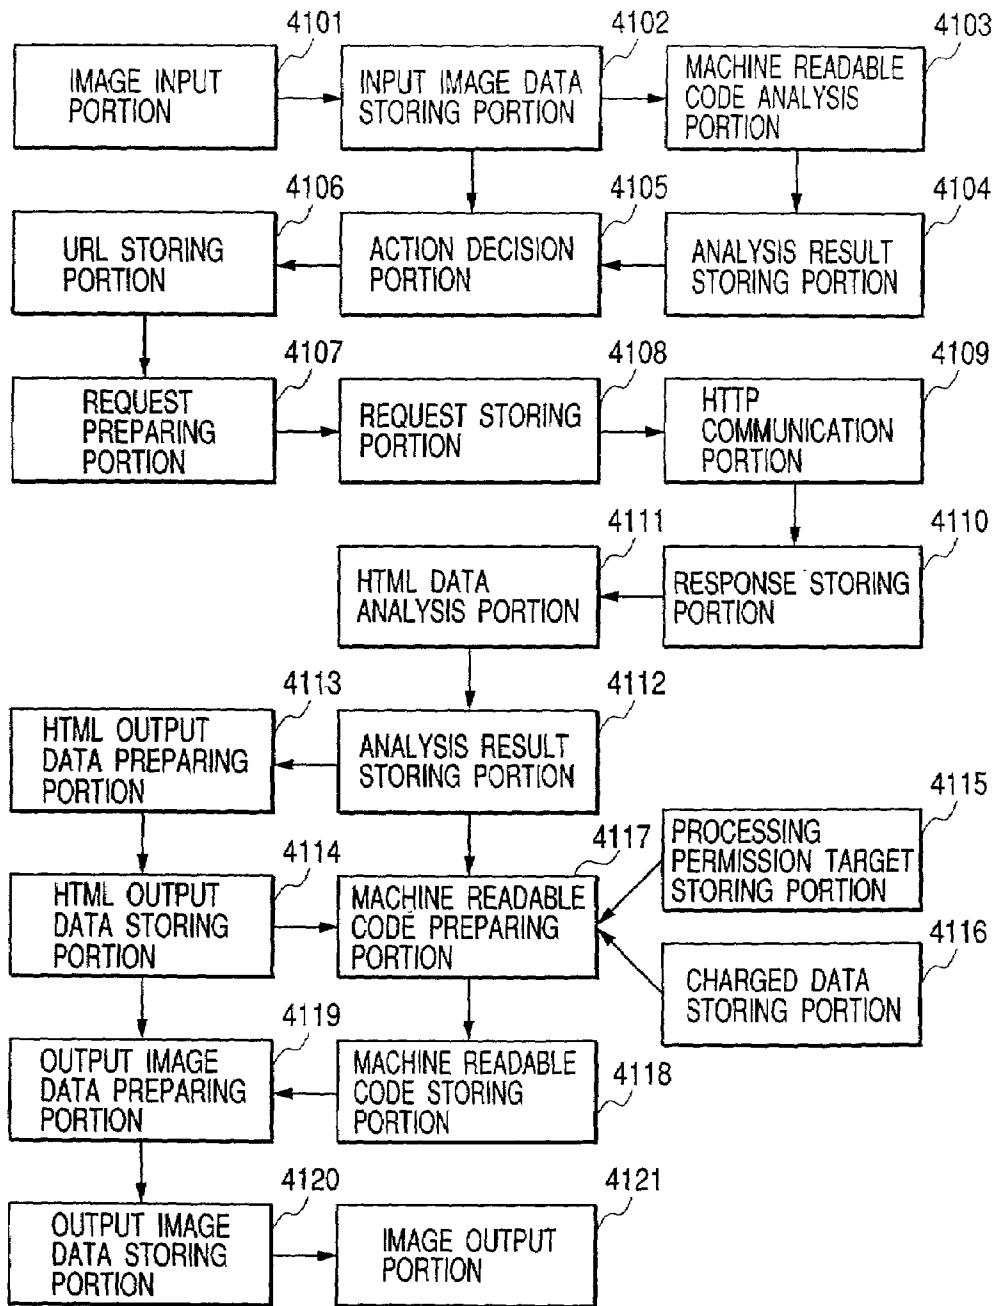 4101
IMAGE INPUT
PORTION
4102
INPUT IMAGE DATA
STORING PORTION
4103
MACHINE READABLE
CODE ANALYSIS
PORTION
4106
URL STORING
PORTION
4105
ACTION DECISION
PORTION
4104
ANALYSIS RESULT
STORING PORTION
4107
REQUEST
PREPARING
PORTION
4108
REQUEST STORING
PORTION
4109
HTTP
COMMUNICATION
PORTION
4111
HTML DATA
ANALYSIS PORTION
4110
RESPONSE STORING
PORTION
4113
HTML OUTPUT
DATA PREPARING
PORTION
4112
ANALYSIS RESULT
STORING PORTION
4115
PROCESSING
PERMISSION TARGET
STORING PORTION
4114
HTML OUTPUT
DATA STORING
PORTION
4117
MACHINE READABLE
CODE PREPARING
PORTION
4116
CHARGED DATA
STORING PORTION
4119
OUTPUT IMAGE
DATA PREPARING
PORTION
MACHINE READABLE
CODE STORING
PORTION
4118
4120
OUTPUT IMAGE
DATA STORING
PORTION
4121
IMAGE OUTPUT
PORTION